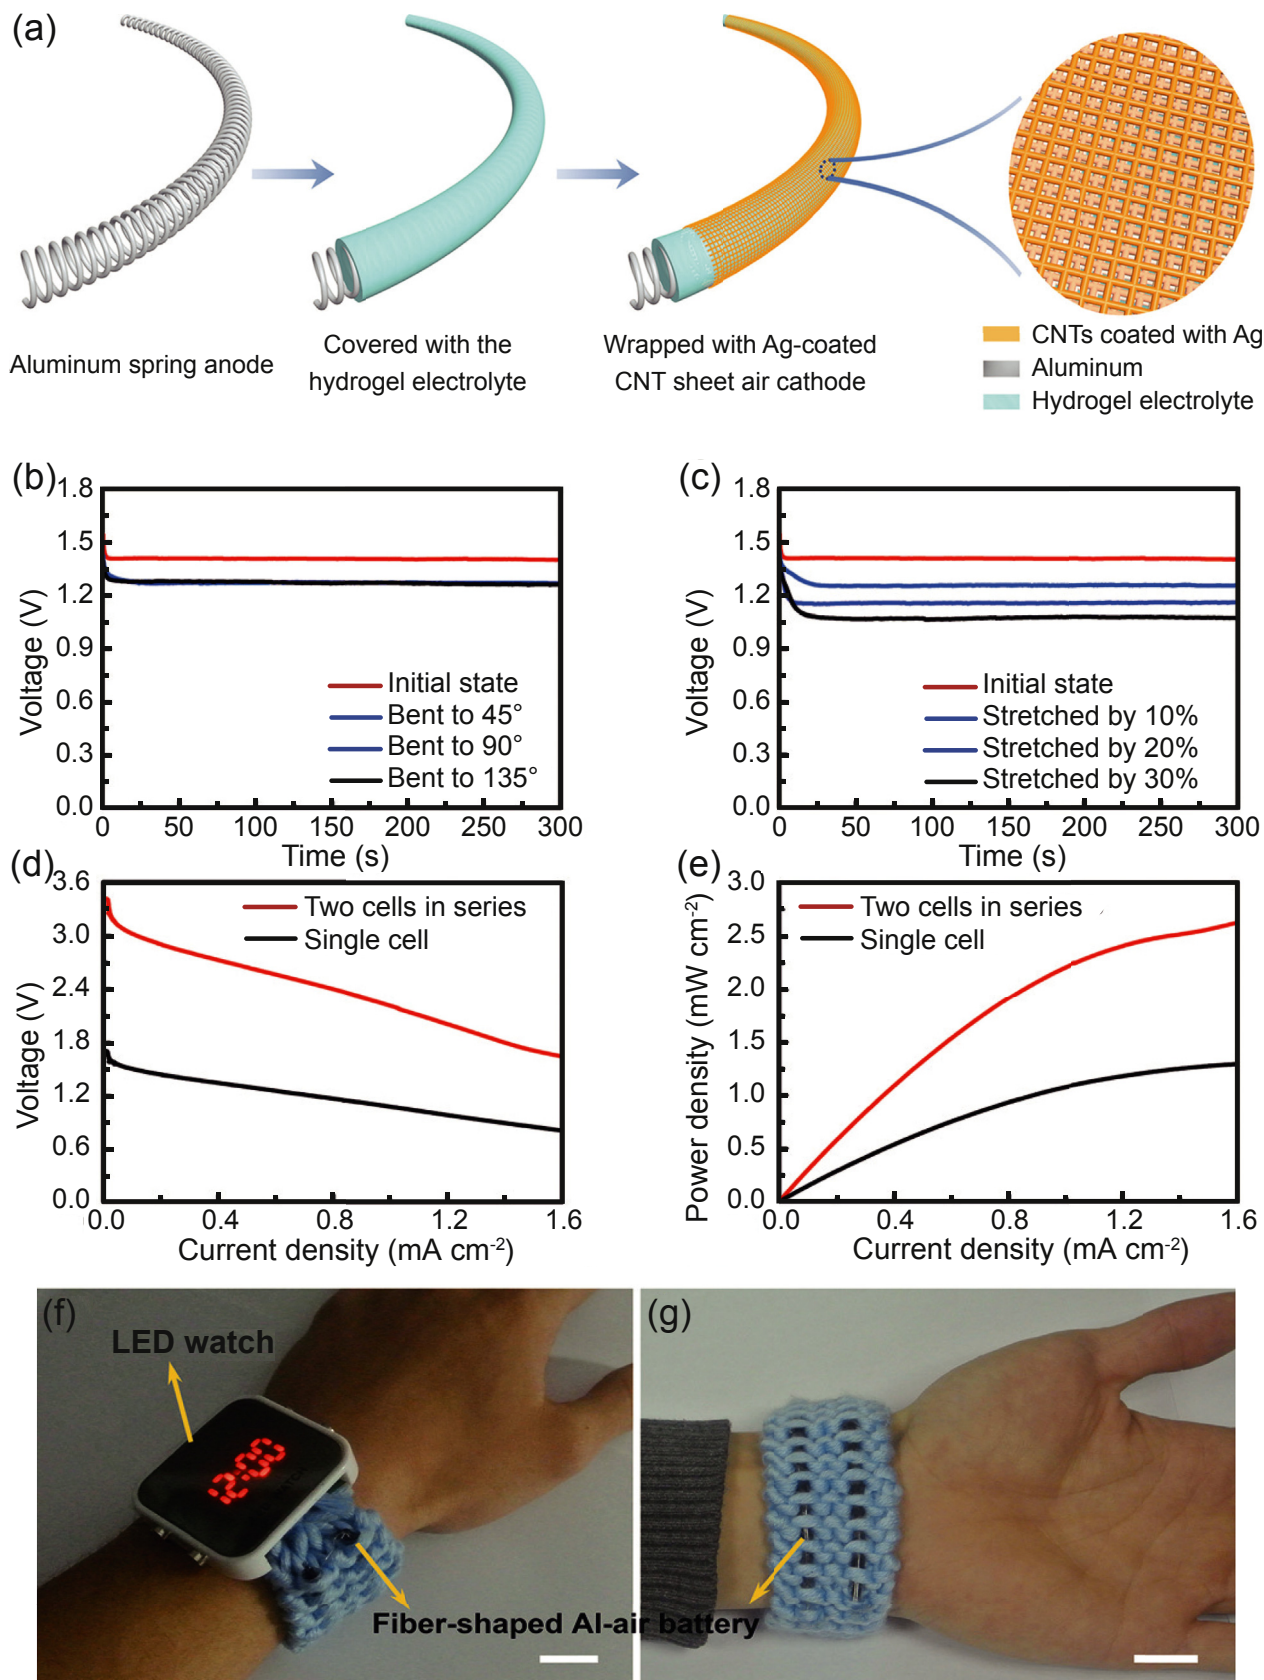 (a)
Aluminum spring anode
Covered with the
hydrogel electrolyte
Wrapped with Ag-coated
CNT sheet air cathode
CNTs coated with Ag
Aluminum
Hydrogel electrolyte
(b)
Voltage (V)
1.8
1.5
1.2
0.9
0.6
0.3
0.0
Initial state
Bent to 45°
Bent to 90°
Bent to 135°
0 50 100 150 200 250 300
Time (s)
(c)
Voltage (V)
1.8
1.5
1.2
0.9
0.6
0.3
0.0
Initial state
Stretched by 10%
Stretched by 20%
Stretched by 30%
0 50 100 150 200 250 300
Time (s)
(d)
Voltage (V)
3.6
3.0
2.4
1.8
1.2
0.6
0.0
Two cells in series
Single cell
0.0 0.4 0.8 1.2 1.6
Current density (mA cm⁻²)
(e)
Power density (mW cm⁻²)
3.0
2.5
2.0
1.5
1.0
0.5
0.0
Two cells in series
Single cell
0.0 0.4 0.8 1.2 1.6
Current density (mA cm⁻²)
(f)
LED watch
12:00
(g)
Fiber-shaped Al-air battery